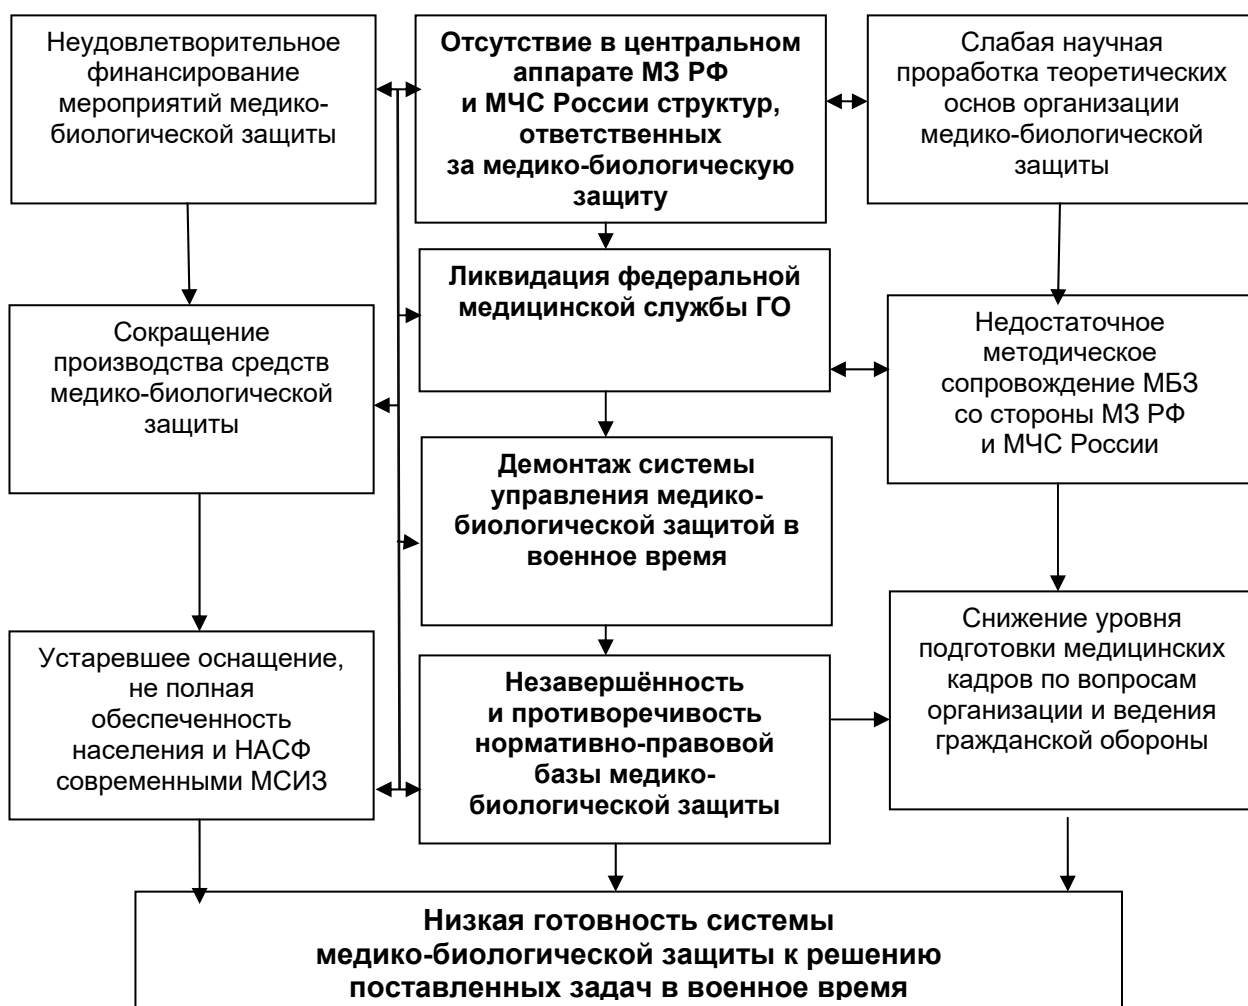 Неудовлетворительное
финансирование
мероприятий медико-
биологической защиты
Отсутствие в центральном
аппарате МЗ РФ
и МЧС России структур,
ответственных
за медико-биологическую
защиту
Слабая научная
проработка теоретических
основ организации
медико-биологической
защиты
Ликвидация федеральной
медицинской службы ГО
Сокращение
производства средств
медико-биологической
защиты
Недостаточное
методическое
сопровождение МБЗ
со стороны МЗ РФ
и МЧС России
Демонтаж системы
управления медико-
биологической защитой в
военное время
Устаревшее оснащение,
не полная
обеспеченность
населения и НАСФ
современными МСИЗ
Незавершённость
и противоречивость
нормативно-правовой
базы медико-
биологической защиты
Снижение уровня
подготовки медицинских
кадров по вопросам
организации и ведения
гражданской обороны
Низкая готовность системы
медико-биологической защиты к решению
поставленных задач в военное время